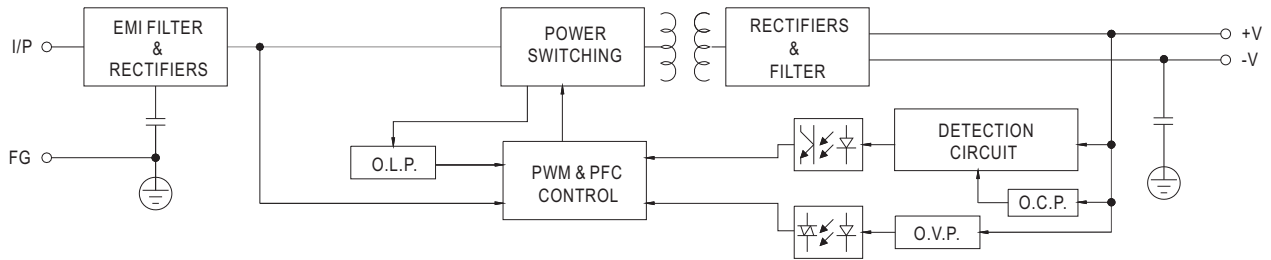 I/P
EMI FILTER
&
RECTIFIERS
POWER
SWITCHING
RECTIFIERS
&
FILTER
+V
-V
FG
O.L.P.
PWM & PFC
CONTROL
DETECTION
CIRCUIT
O.C.P.
O.V.P.